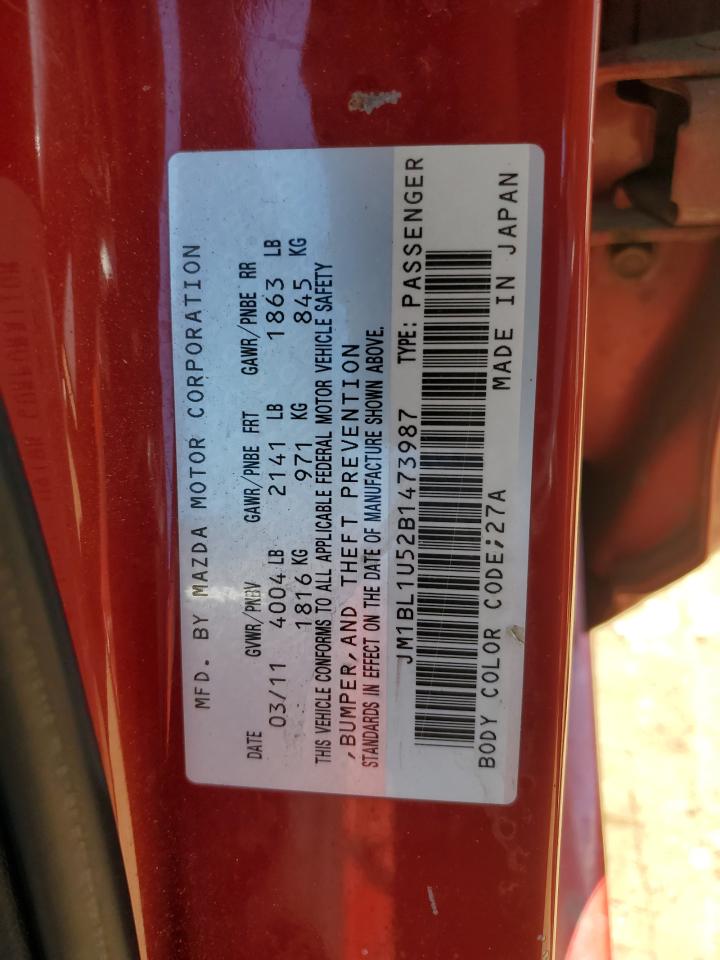 MFD. BY MAZDA MOTOR CORPORATION
DATE GVWR/PNBV GAWR/PNBE FRT GAWR/PNBE RR
03/11 4004 LB 2141 LB 1863 LB
1816 KG 971 KG 845 KG
THIS VEHICLE CONFORMS TO ALL APPLICABLE FEDERAL MOTOR VEHICLE SAFETY
,BUMPER,AND THEFT PREVENTION
STANDARDS IN EFFECT ON THE DATE OF MANUFACTURE SHOWN ABOVE.
JM1BL1U52B1473987 TYPE: PASSENGER
BODY COLOR CODE;27A MADE IN JAPAN